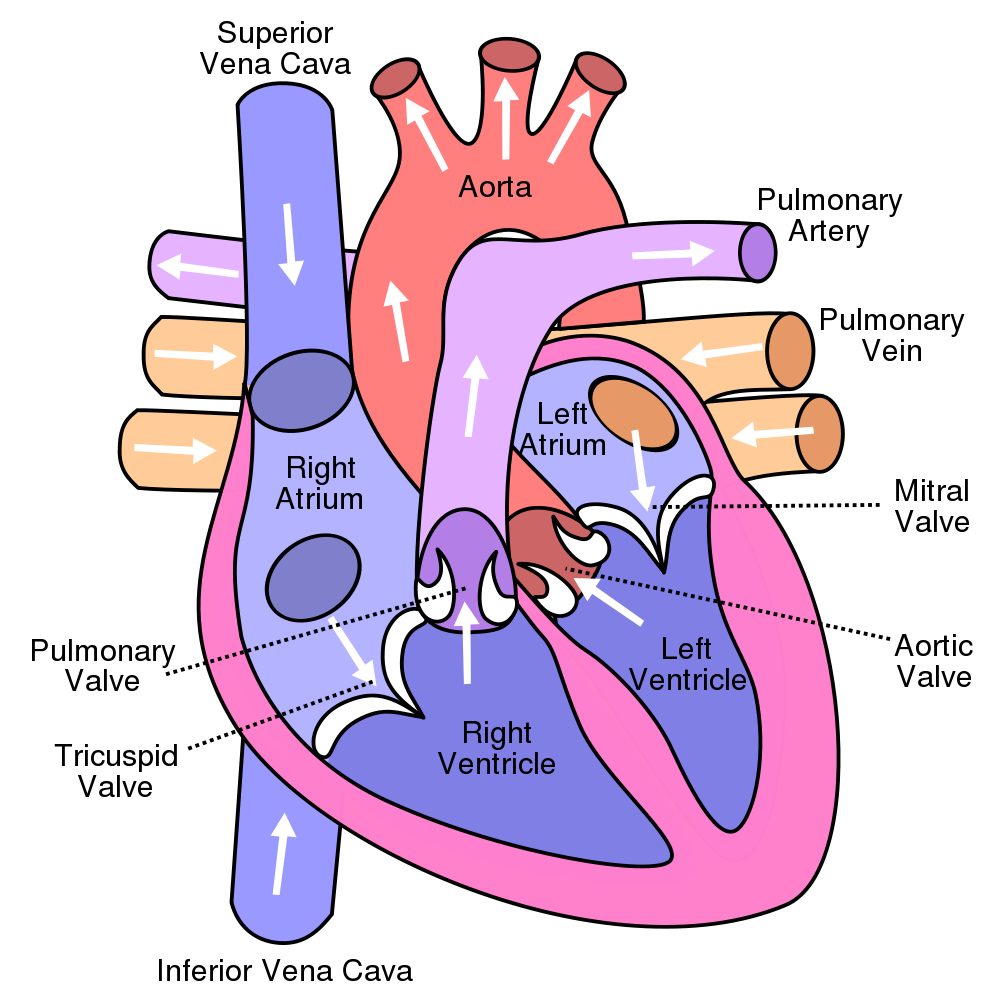 Superior
Vena Cava
Aorta
Pulmonary
Artery
Pulmonary
Vein
Left
Atrium
Right
Atrium
Mitral
Valve
Pulmonary
Valve
Left
Ventricle
Aortic
Valve
Right
Ventricle
Tricuspid
Valve
Inferior Vena Cava